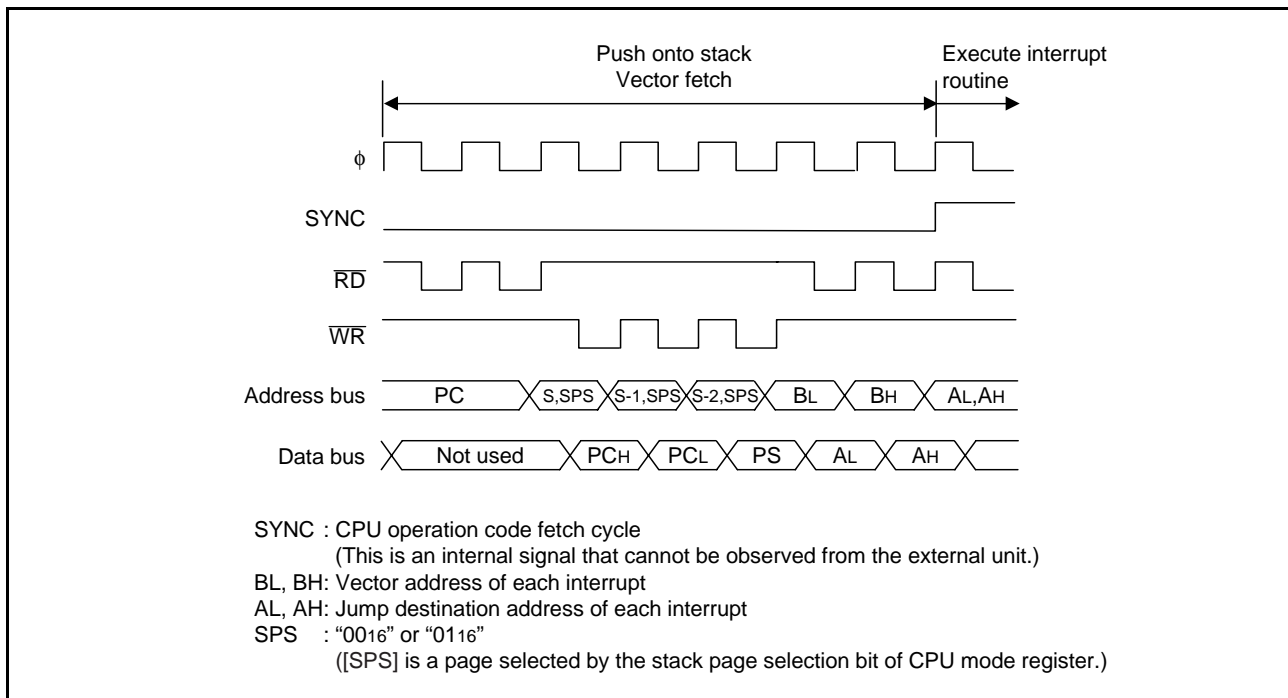 Push onto stack
Vector fetch
Execute interrupt
routine
ϕ
SYNC
RD
WR
Address bus PC S,SPS S-1,SPS S-2,SPS BL BH AL,AH
Data bus Not used PCH PCL PS AL AH
SYNC : CPU operation code fetch cycle
(This is an internal signal that cannot be observed from the external unit.)
BL, BH: Vector address of each interrupt
AL, AH: Jump destination address of each interrupt
SPS : “0016” or “0116”
([SPS] is a page selected by the stack page selection bit of CPU mode register.)